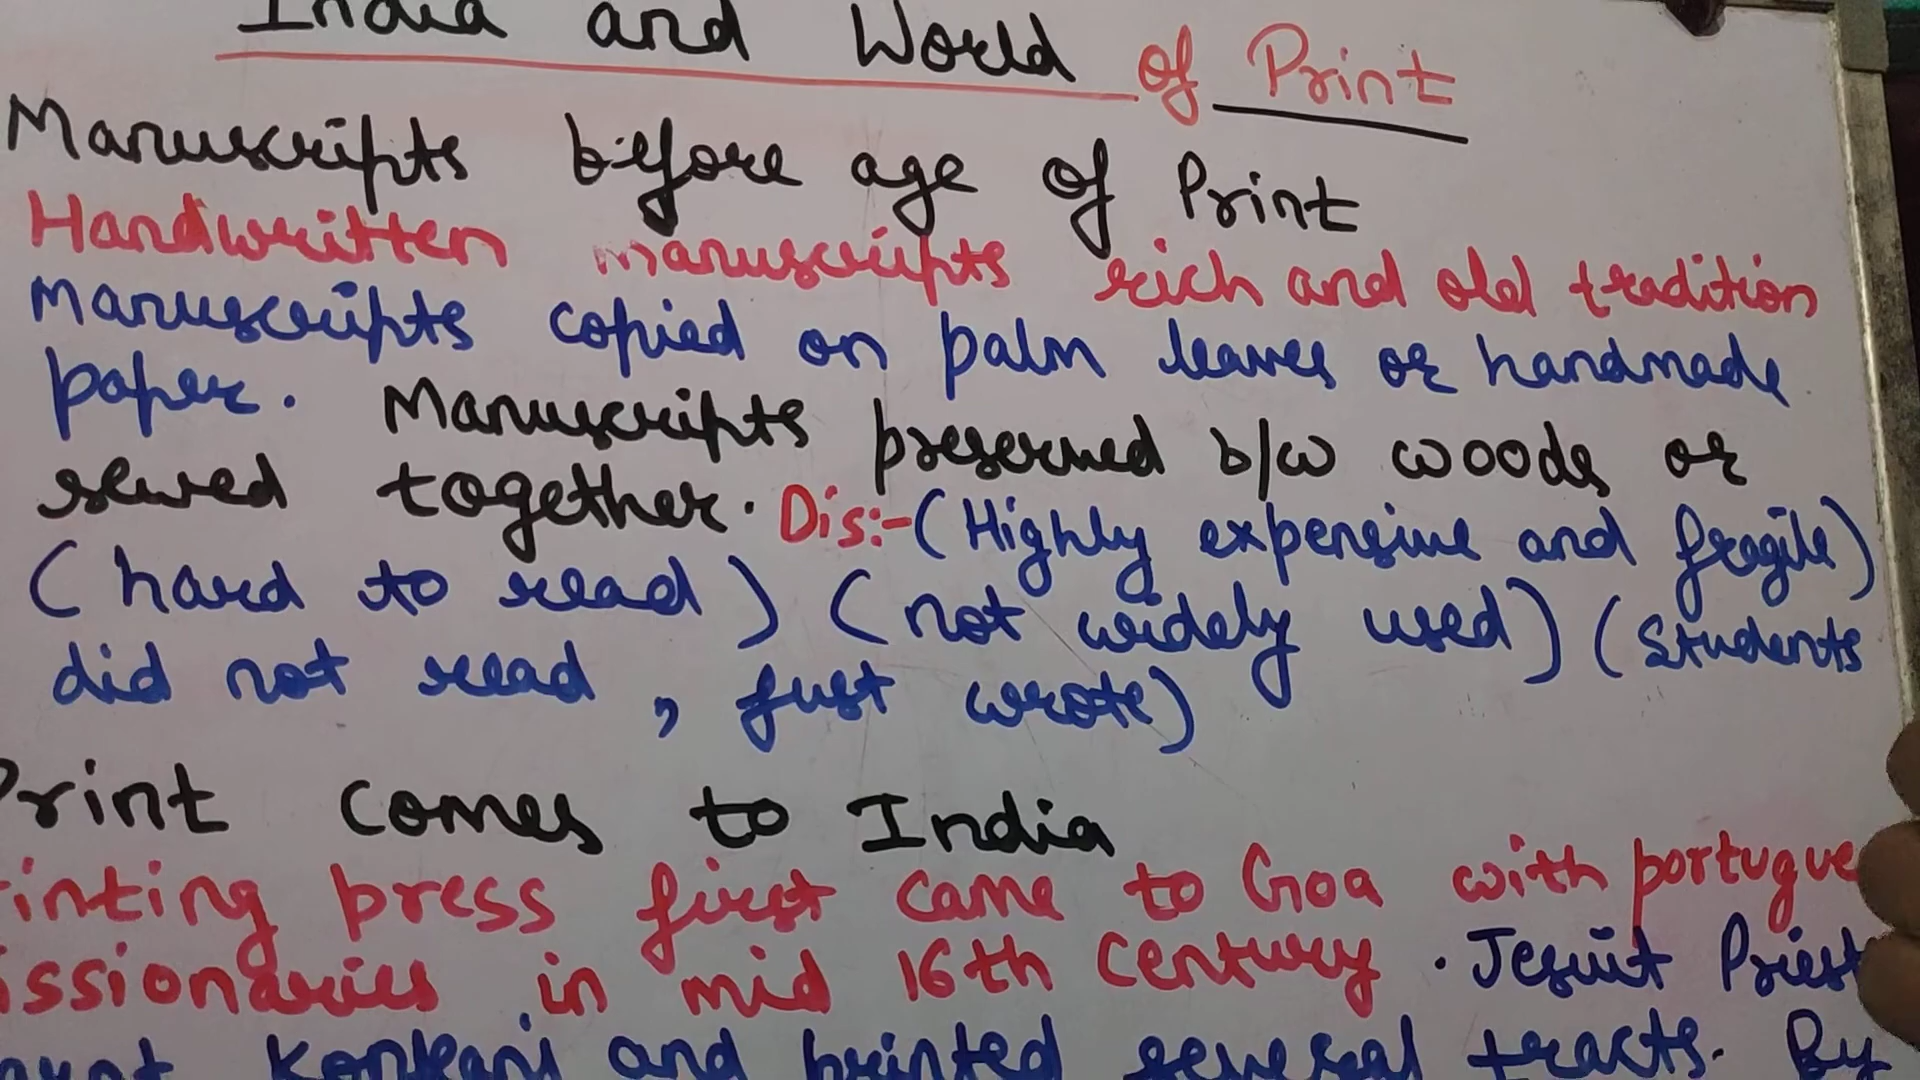 India and World of Print
Manuscripts before age of Print
Handwritten manuscripts rich and old tradition
Manuscripts copied on palm leaves or handmade
paper. Manuscripts preserved b/w woods or
sewed together. Dis:-(Highly expensive and fragile)
(hard to read) (not widely used) (Students
did not read, just wrote)
Print comes to India
inting press first came to Goa with portugue
issionaries in mid 16th Century. Jesuit Priest
Konkani and printed several tracts. By